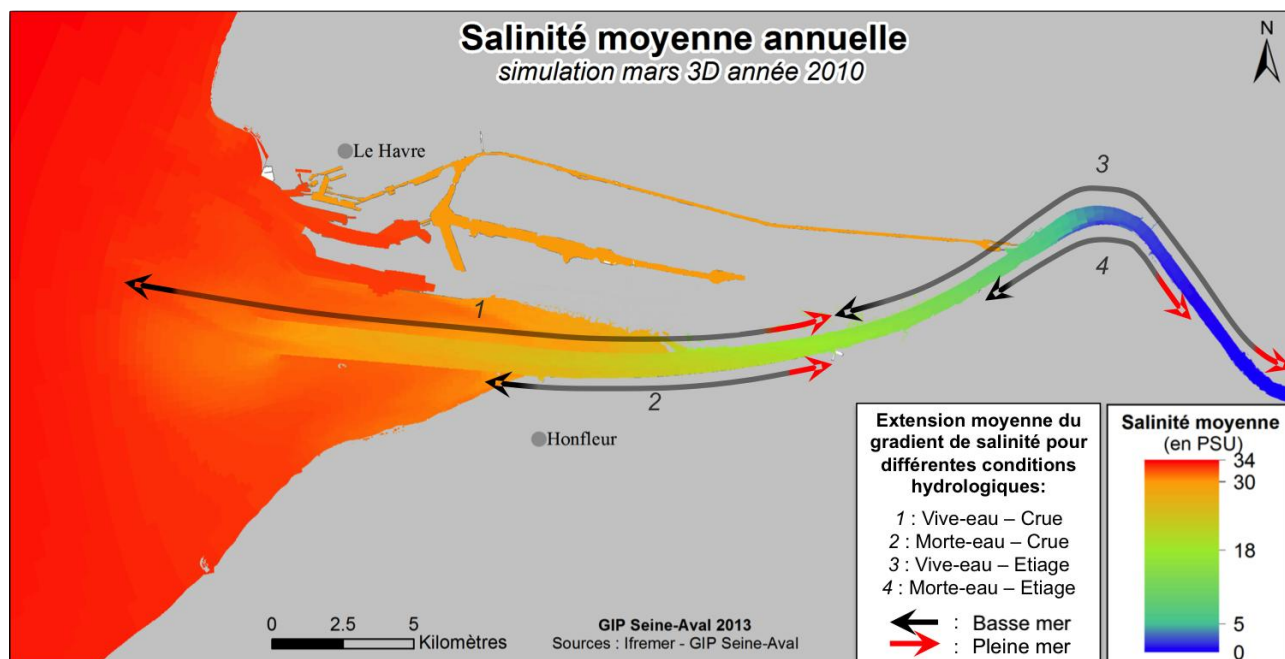 Salinité moyenne annuelle
simulation mars 3D année 2010
N
Le Havre
3
4
1
2
Honfleur
0 2.5 5
Kilomètres
GIP Seine-Aval 2013
Sources : Ifremer - GIP Seine-Aval
Extension moyenne du
gradient de salinité pour
différentes conditions
hydrologiques:
1 : Vive-eau – Crue
2 : Morte-eau – Crue
3 : Vive-eau – Etiage
4 : Morte-eau – Etiage
: Basse mer
: Pleine mer
Salinité moyenne
(en PSU)
34
30
18
5
0